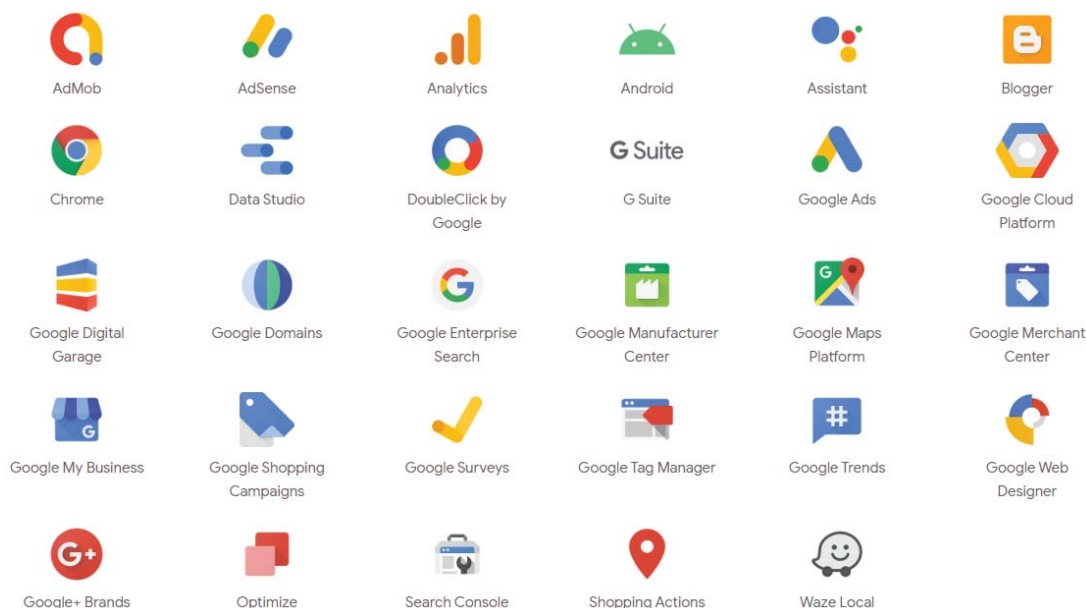 AdMob
AdSense
Analytics
Android
Assistant
Blogger
G Suite
Chrome
Data Studio
DoubleClick by
Google
G Suite
Google Ads
Google Cloud
Platform
G
G
Google Digital
Garage
Google Domains
Google Enterprise
Search
Google Manufacturer
Center
Google Maps
Platform
Google Merchant
Center
G
#
Google My Business
Google Shopping
Campaigns
Google Surveys
Google Tag Manager
Google Trends
Google Web
Designer
G+
Google+ Brands
Optimize
Search Console
Shopping Actions
Waze Local